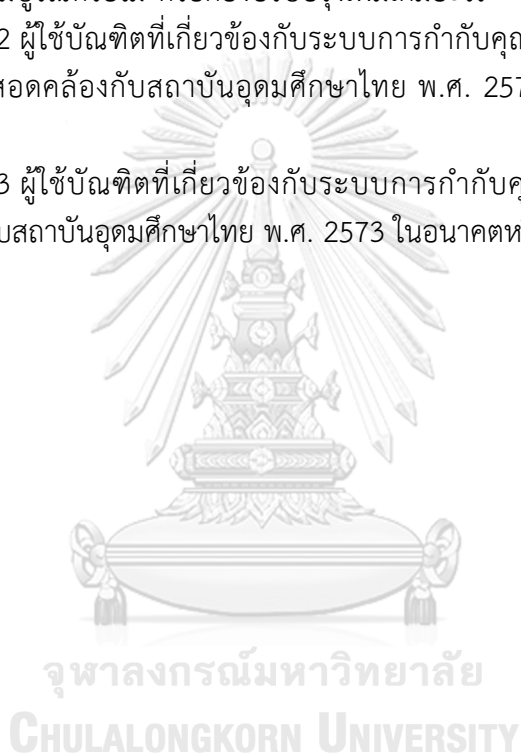 2 ผู้ใช้บัณฑิตที่เกี่ยวข้องกับระบบการกำกับคุณ
สอดคล้องกับสถาบันอุดมศึกษาไทย พ.ศ. 257
3 ผู้ใช้บัณฑิตที่เกี่ยวข้องกับระบบการกำกับคุ
บสถาบันอุดมศึกษาไทย พ.ศ. 2573 ในอนาคตห
จุฬาลงกรณ์มหาวิทยาลัย
CHULALONGKORN UNIVERSITY